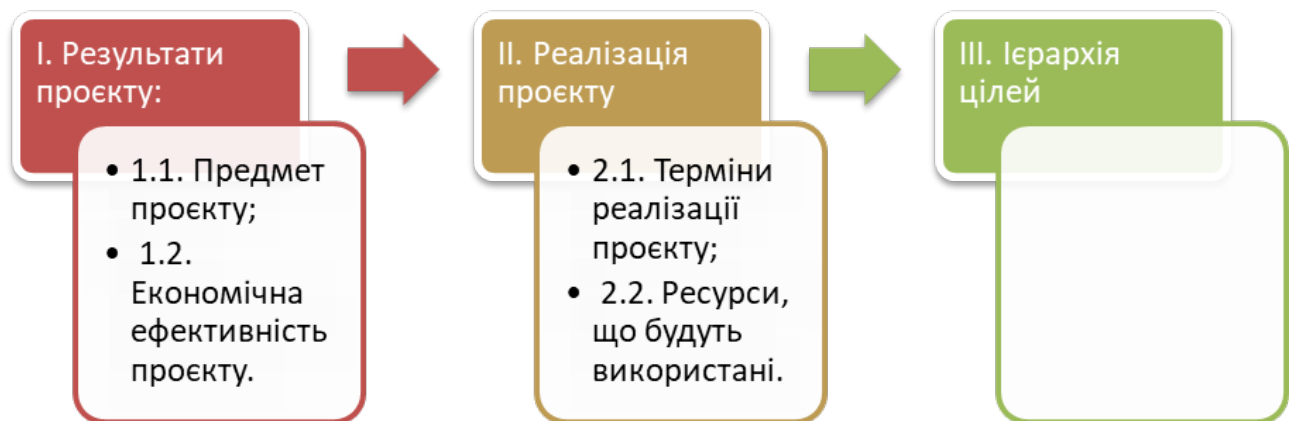 І. Результати
проєкту:
• 1.1. Предмет
проєкту;
• 1.2.
Економічна
ефективність
проєкту.
ІІ. Реалізація
проєкту
• 2.1. Терміни
реалізації
проєкту;
• 2.2. Ресурси,
що будуть
використані.
ІІІ. Ієрархія
цілей